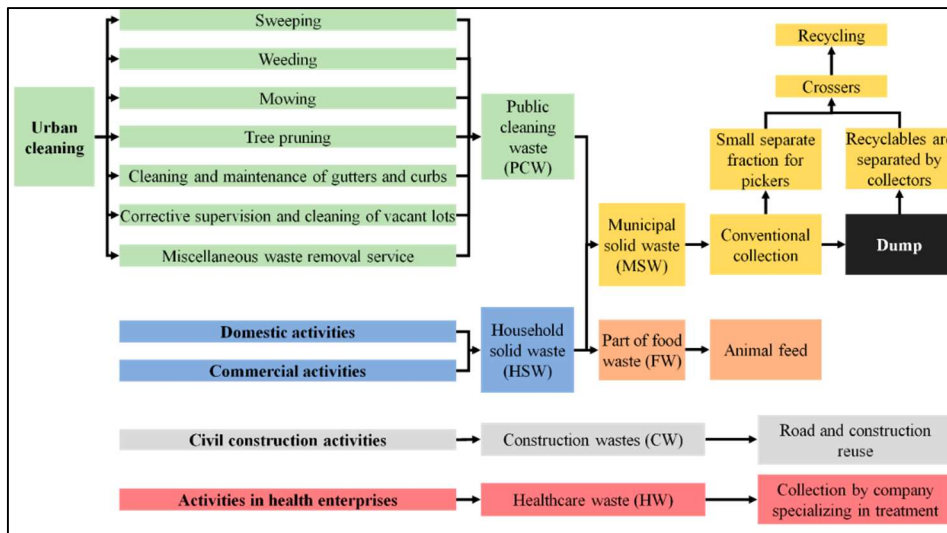 Urban
cleaning
Sweeping
Weeding
Mowing
Tree pruning
Cleaning and maintenance of gutters and curbs
Corrective supervision and cleaning of vacant lots
Miscellaneous waste removal service
Public
cleaning
waste
(PCW)
Recycling
Crossers
Small separate
fraction for
pickers
Recyclables are
separated by
collectors
Municipal
solid waste
(MSW)
Conventional
collection
Dump
Domestic activities
Commercial activities
Household
solid waste
(HSW)
Part of food
waste (FW)
Animal feed
Civil construction activities
Construction wastes (CW)
Road and construction
reuse
Activities in health enterprises
Healthcare waste (HW)
Collection by company
specializing in treatment